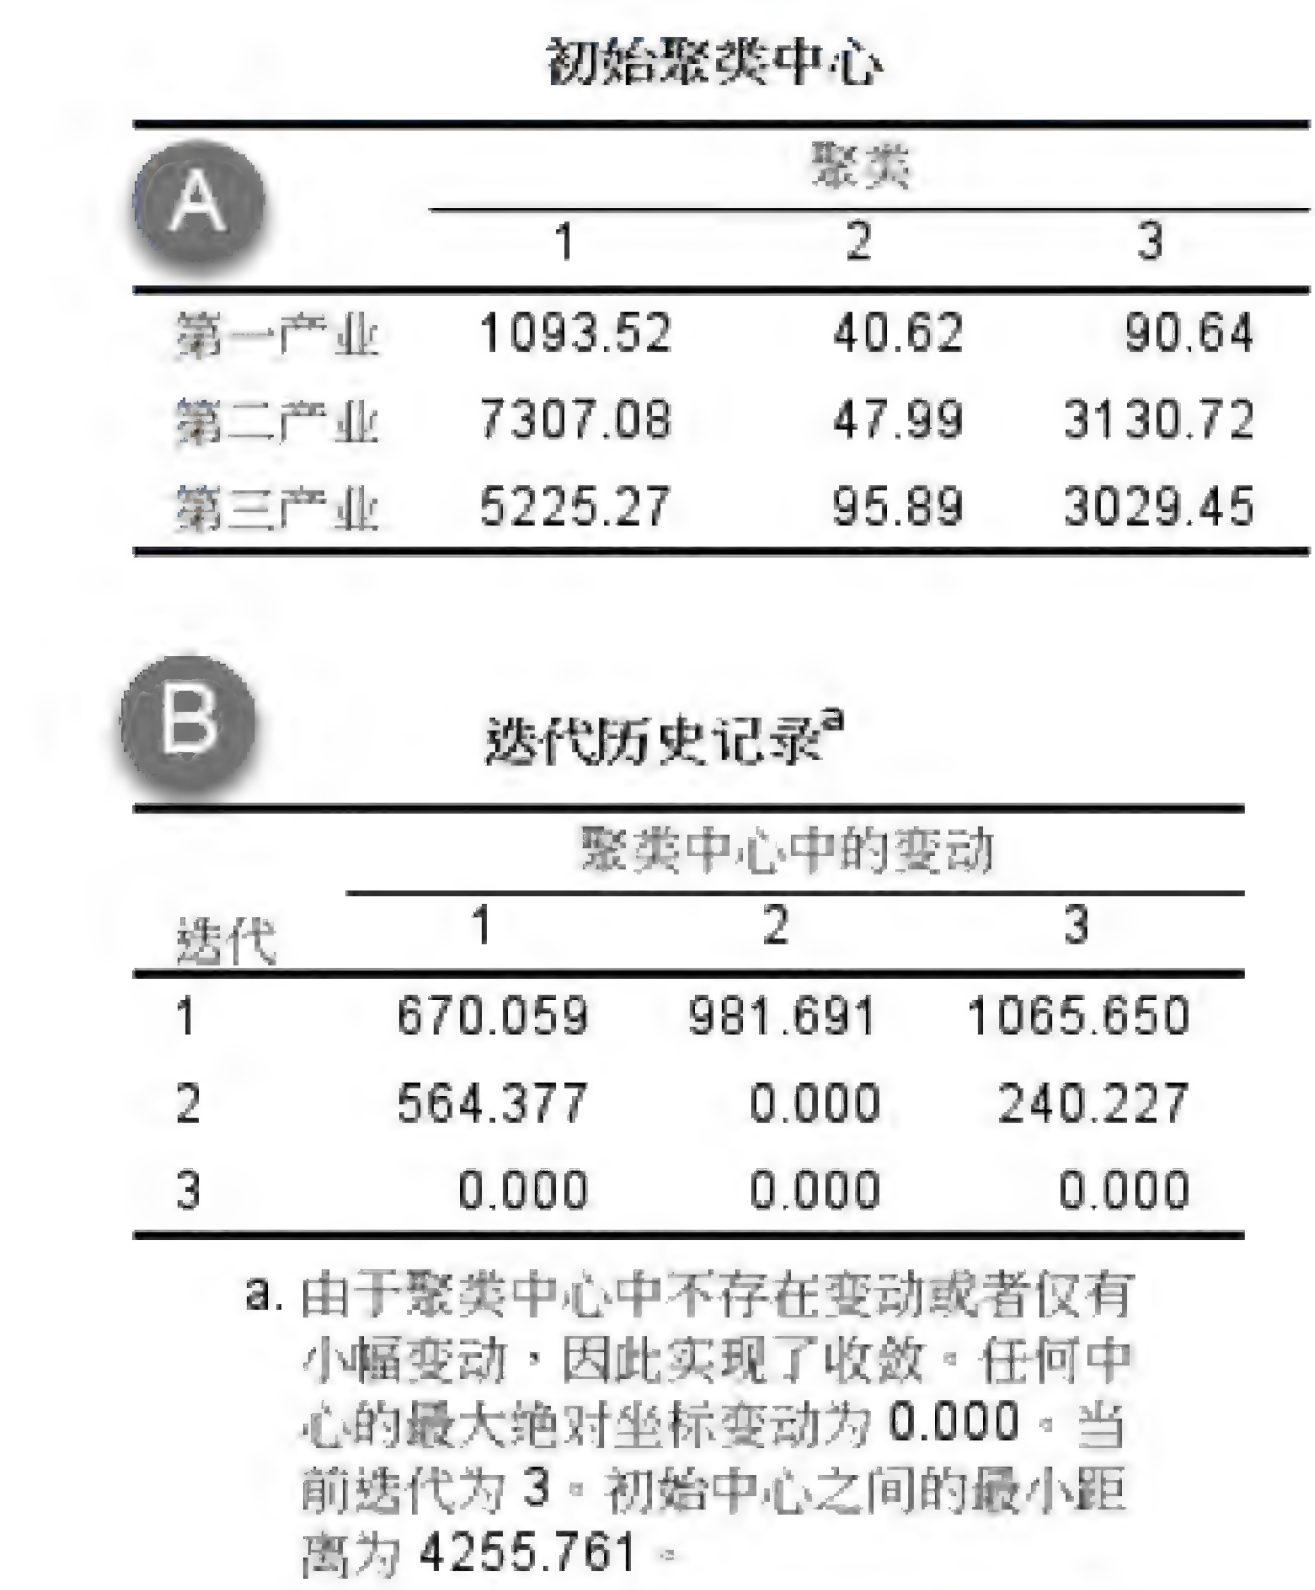 初始聚类中心
A
聚类
1 2 3
第一产业 1093.52 40.62 90.64
第二产业 7307.08 47.99 3130.72
第三产业 5225.27 95.89 3029.45
B
迭代历史记录a
聚类中心中的变动
迭代 1 2 3
1 670.059 981.691 1065.650
2 564.377 0.000 240.227
3 0.000 0.000 0.000
a. 由于聚类中心中不存在变动或者仅有
小幅变动，因此实现了收敛。任何中
心的最大绝对坐标变动为 0.000。当
前迭代为 3。初始中心之间的最小距
离为 4255.761。